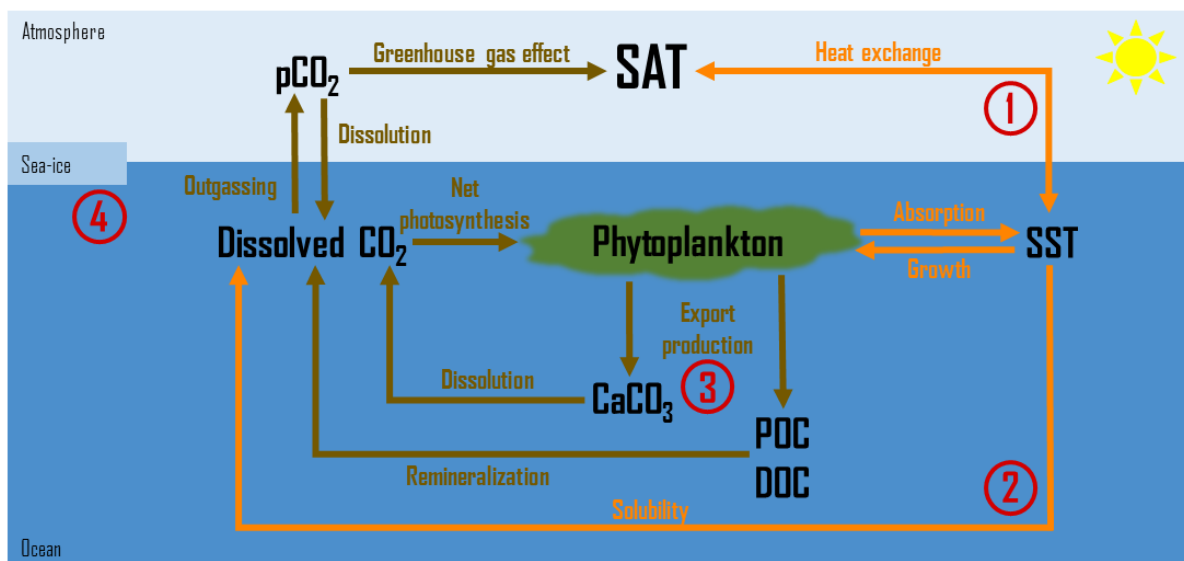 Atmosphere
pCO2
Greenhouse gas effect
SAT
Heat exchange
1
Dissolution
Sea-ice
4
Outgassing
Net
photosynthesis
Dissolved CO2
Phytoplankton
Absorption
SST
Growth
Export
production
3
Dissolution
CaCO3
POC
DOC
Remineralization
2
Solubility
Ocean